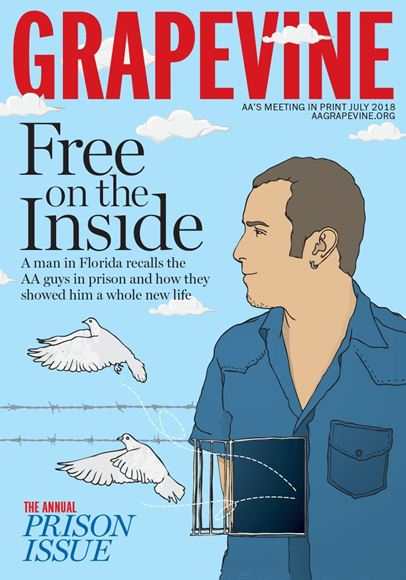 GRAPEVINE
AA'S MEETING IN PRINT JULY 2018
AAGRAPEVINE.ORG
Free
on the
Inside
A man in Florida recalls the
AA guys in prison and how they
showed him a whole new life
THE ANNUAL
PRISON
ISSUE